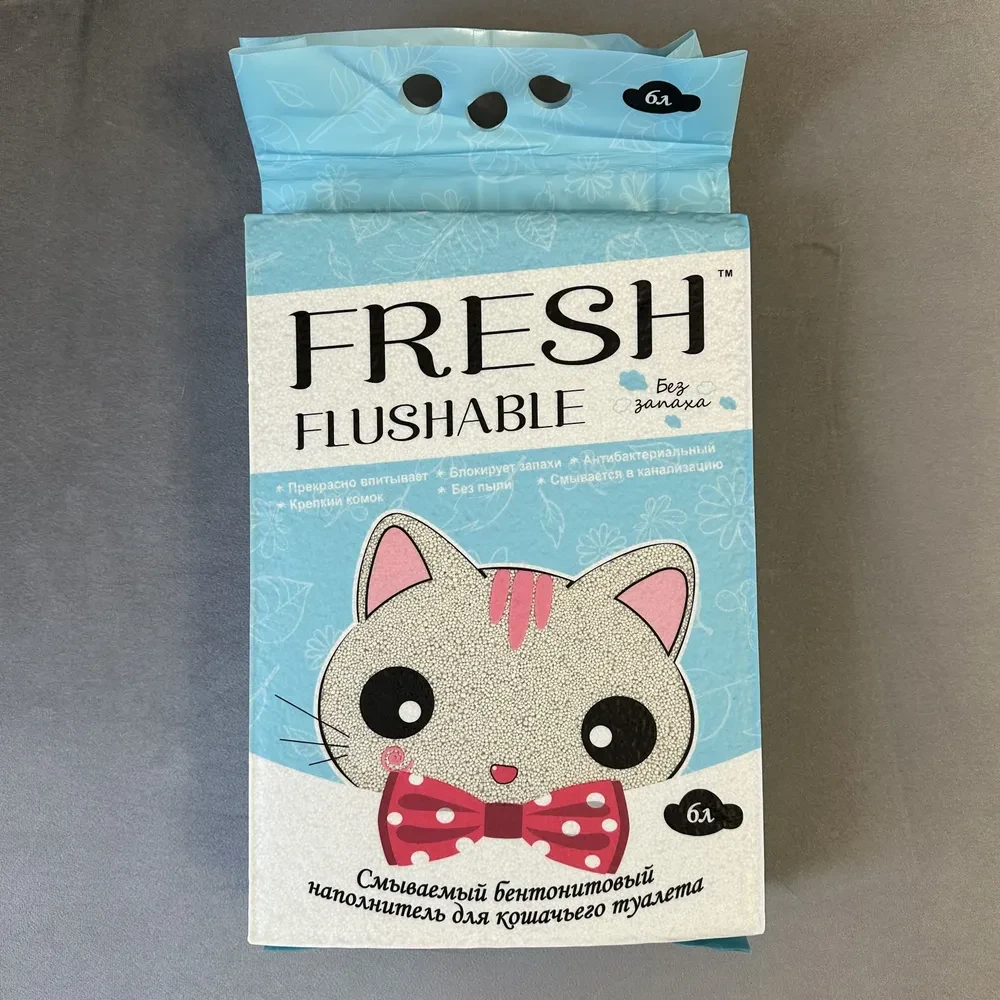 6л
FRESH™
FLUSHABLE
Без
запаха
* Прекрасно впитывает * Блокирует запахи * Антибактериальный
* Крепкий комок * Без пыли * Смывается в канализацию
6л
Смываемый бентонитовый
наполнитель для кошачьего туалета